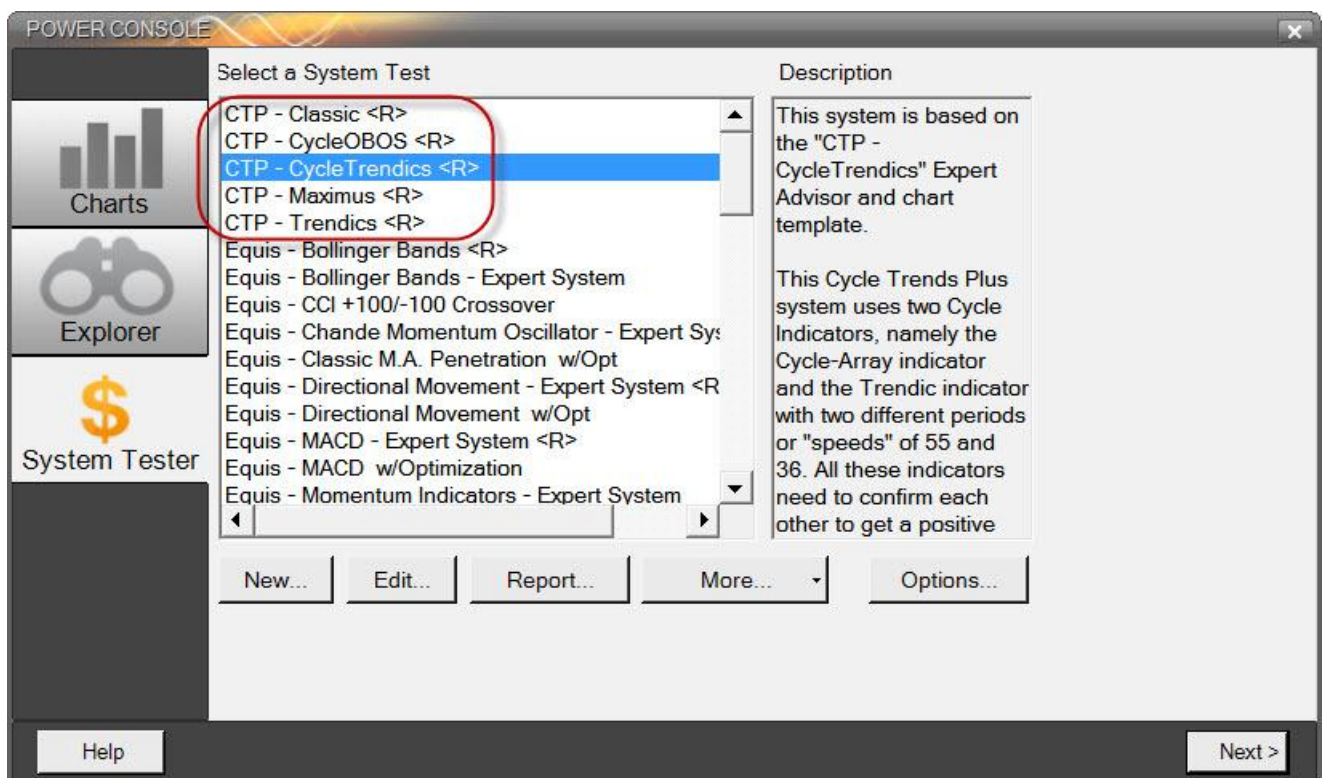 POWER CONSOLE
Select a System Test
Description
Charts
Explorer
System Tester
CTP - Classic <R>
CTP - CycleOBOS <R>
CTP - CycleTrendics <R>
CTP - Maximus <R>
CTP - Trendics <R>
Equis - Bollinger Bands <R>
Equis - Bollinger Bands - Expert System
Equis - CCI +100/-100 Crossover
Equis - Chande Momentum Oscillator - Expert Sys
Equis - Classic M.A. Penetration w/Opt
Equis - Directional Movement - Expert System <R
Equis - Directional Movement w/Opt
Equis - MACD - Expert System <R>
Equis - MACD w/Optimization
Equis - Momentum Indicators - Expert System
This system is based on
the "CTP -
CycleTrendics" Expert
Advisor and chart
template.
This Cycle Trends Plus
system uses two Cycle
Indicators, namely the
Cycle-Array indicator
and the Trendic indicator
with two different periods
or "speeds" of 55 and
36. All these indicators
need to confirm each
other to get a positive
New...
Edit...
Report...
More...
Options...
Help
Next >